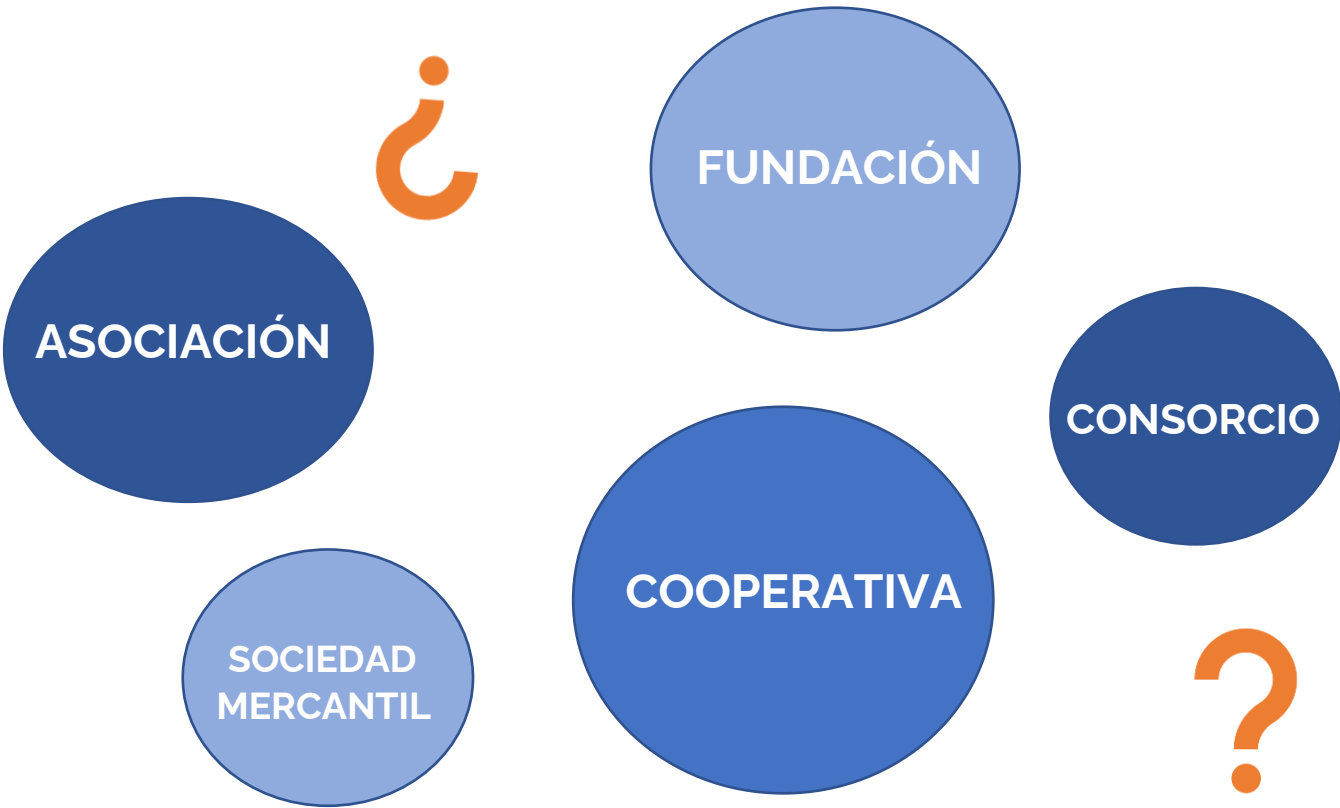 ¿
FUNDACIÓN
ASOCIACIÓN
CONSORCIO
COOPERATIVA
SOCIEDAD
MERCANTIL
?